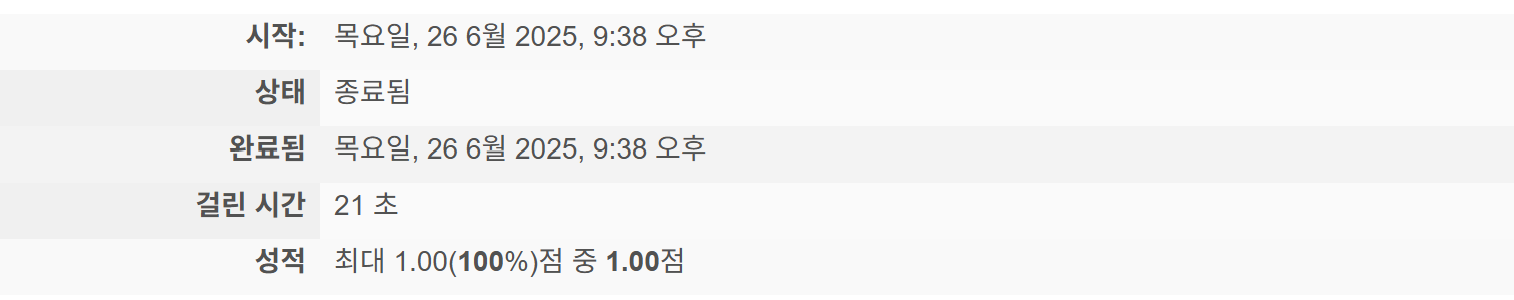 시작: 목요일, 26 6월 2025, 9:38 오후
상태 종료됨
완료됨 목요일, 26 6월 2025, 9:38 오후
걸린 시간 21 초
성적 최대 1.00(100%)점 중 1.00점